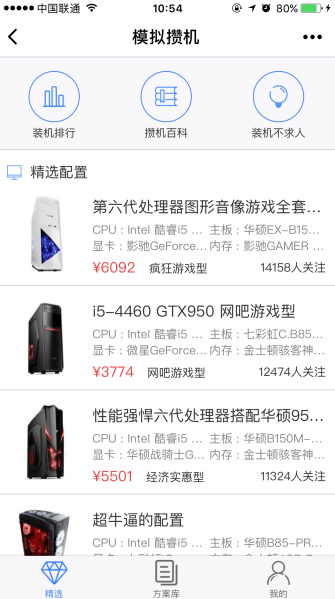 中国联通 10:54 80%
模拟攒机
装机排行 攒机百科 装机不求人
精选配置
第六代处理器图形音像游戏全套...
CPU：Intel 酷睿i5 ... 主板：华硕EX-B15...
显卡：影驰GeForce... 内存：影驰GAMER ...
¥6092 疯狂游戏型 14158人关注
i5-4460 GTX950 网吧游戏型
CPU：Intel 酷睿i5 ... 主板：七彩虹C.B85...
显卡：微星GeForce... 内存：金士顿骇客神...
¥3774 网吧游戏型 12474人关注
性能强悍六代处理器搭配华硕95...
CPU：Intel 酷睿i5 ... 主板：华硕B150M-...
显卡：华硕战骑士G... 内存：金士顿骇客神...
¥5501 经济实惠型 11324人关注
超牛逼的配置
CPU：Intel 酷睿i5 ... 主板：华硕B85-PR...
精选 方案库 我的